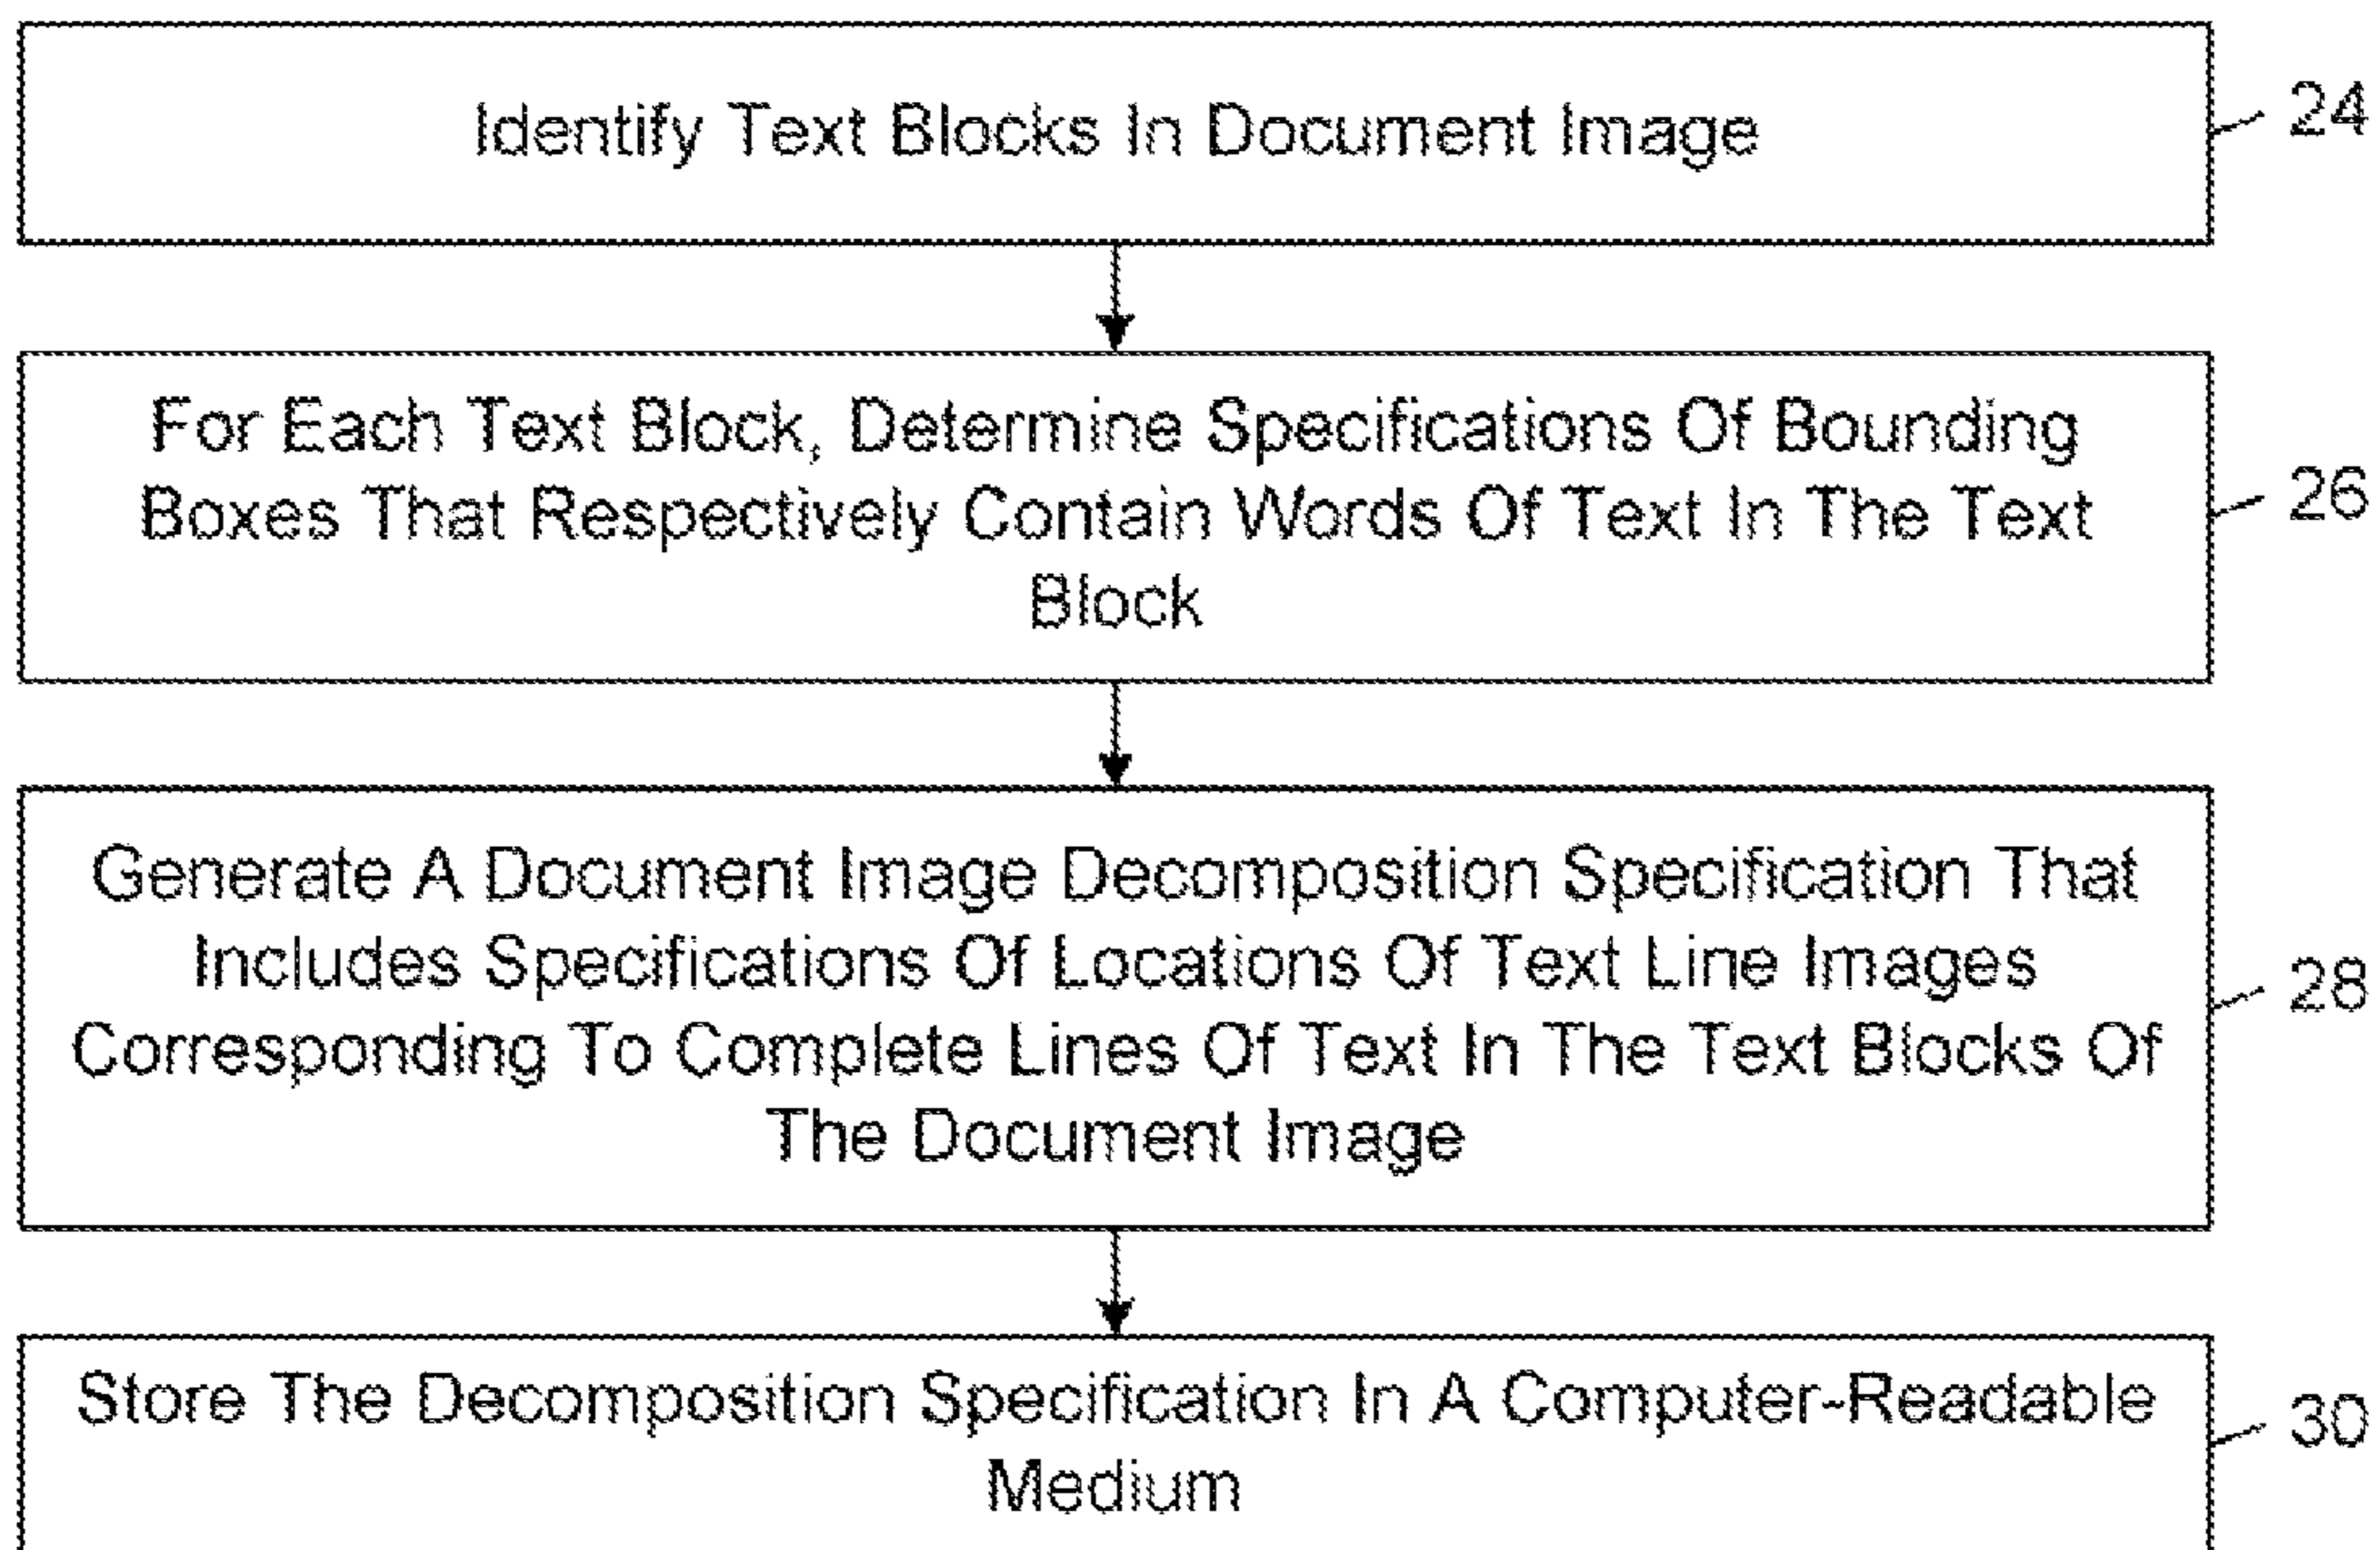 Identify Text Blocks In Document Image
24
For Each Text Block, Determine Specifications Of Bounding
Boxes That Respectively Contain Words Of Text In The Text
Block
26
Generate A Document Image Decomposition Specification That
Includes Specifications Of Locations Of Text Line Images
Corresponding To Complete Lines Of Text In The Text Blocks Of
The Document Image
28
Store The Decomposition Specification In A Computer-Readable
Medium
30